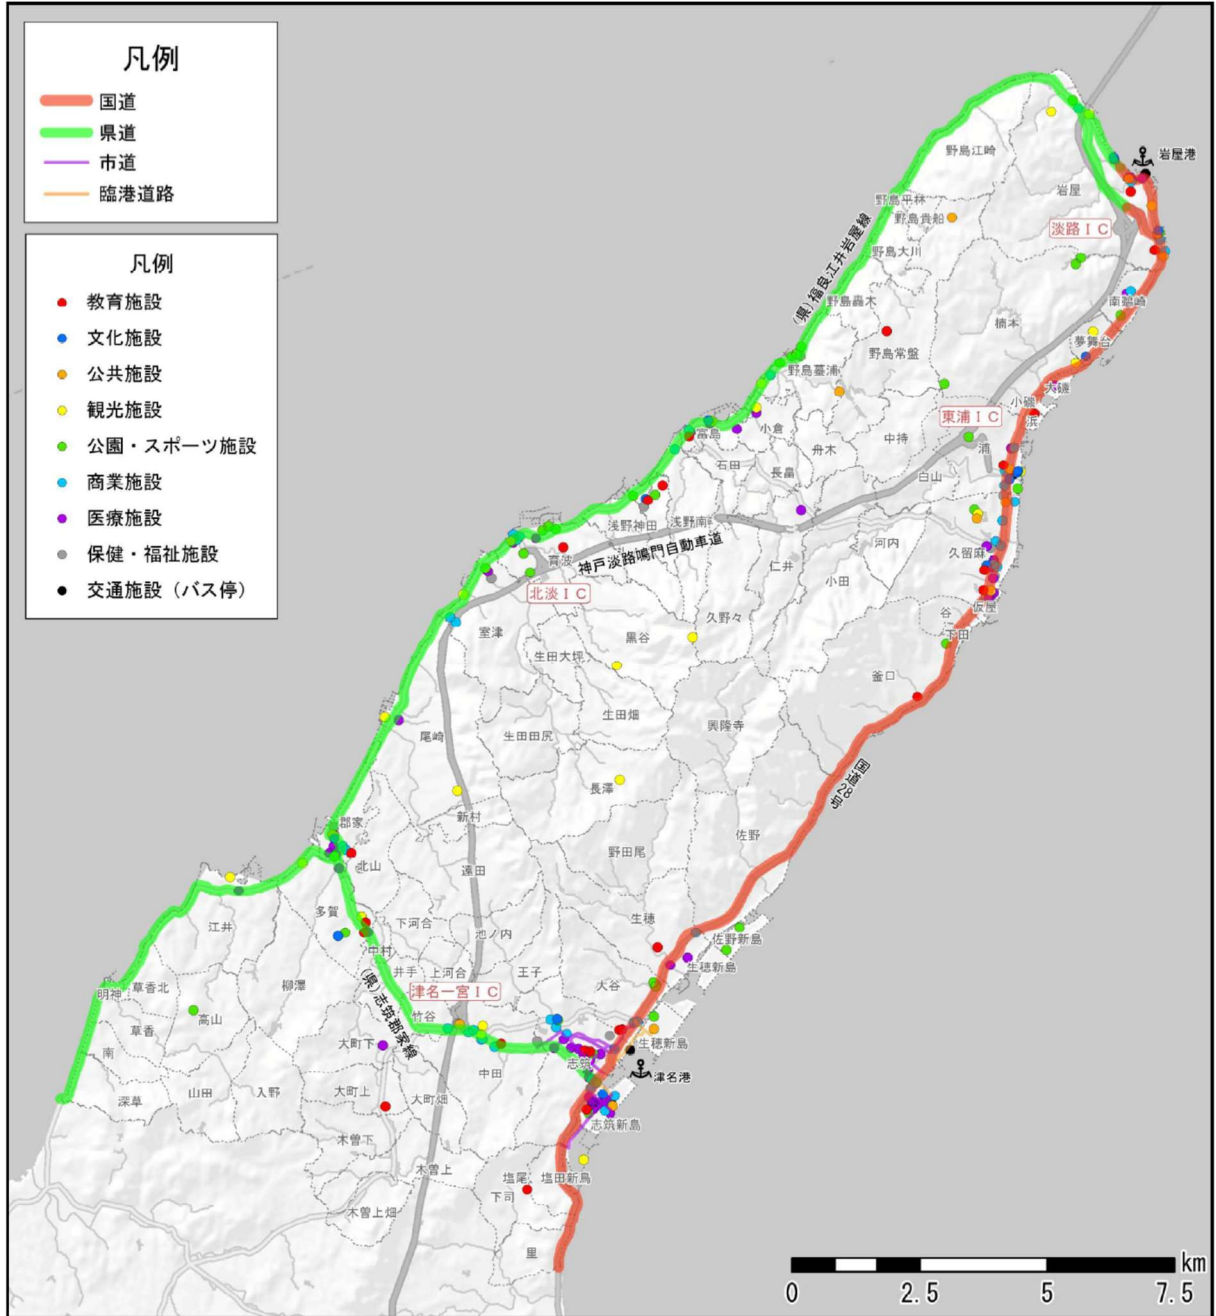 凡例
国道
県道
市道
臨港道路
凡例
教育施設
文化施設
公共施設
観光施設
公園・スポーツ施設
商業施設
医療施設
保健・福祉施設
交通施設（バス停）
岩屋港
野島江崎
岩屋
野島平林
野島貴船
淡路ＩＣ
(県)福良江井岩屋線
野島大川
野島轟木
南鵜崎
楠本
夢舞台
野島常盤
野島蟇浦
大磯
小磯
浜
東浦ＩＣ
小倉
舟木
中持
浦
富島
石田
長畠
白山
浅野神田
浅野南
育波
神戸淡路鳴門自動車道
河内
久留麻
仁井
小田
北淡ＩＣ
仮屋
谷
下田
室津
黒谷
久野々
生田大坪
釜口
生田畑
興隆寺
尾崎
生田田尻
国道28号
長澤
新村
郡家
佐野
野田尾
北山
遠田
多賀
下河合
生穂
江井
池ノ内
佐野新島
中村
生穂新島
井手
上河合
王子
大谷
明神
草香北
柳澤
津名一宮ＩＣ
(県)志筑郡家線
高山
竹谷
草香
大町下
生穂新島
南
志筑
津名港
中田
深草
山田
入野
大町上
大町畑
志筑新島
木曽下
木曽上
塩尾
塩田新島
下司
木曽上畑
里
km
0
2.5
5
7.5